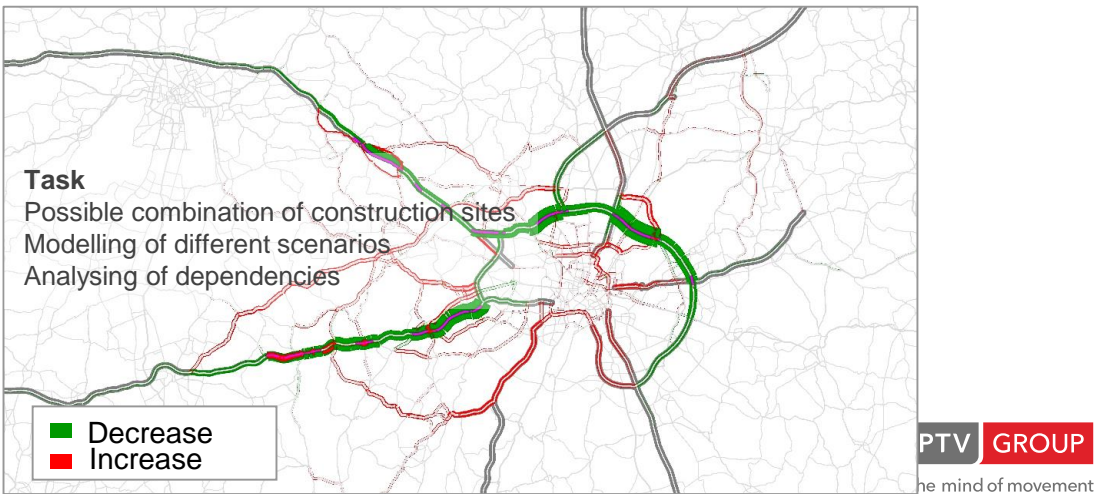 Task
Possible combination of construction sites
Modelling of different scenarios
Analysing of dependencies
Decrease
Increase
PTV GROUP
he mind of movement